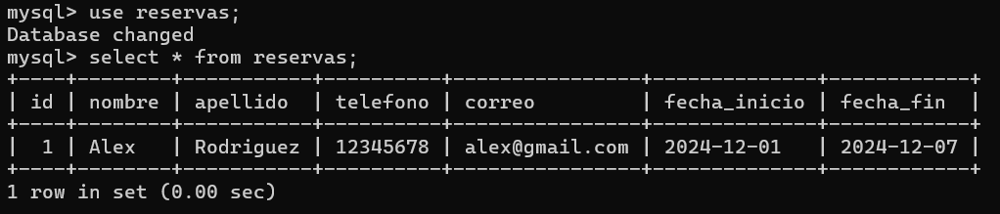 mysql> use reservas;
Database changed
mysql> select * from reservas;
+----+--------+-----------+----------+----------------+--------------+------------+
| id | nombre | apellido  | telefono | correo         | fecha_inicio | fecha_fin  |
+----+--------+-----------+----------+----------------+--------------+------------+
|  1 | Alex   | Rodriguez | 12345678 | alex@gmail.com | 2024-12-01   | 2024-12-07 |
+----+--------+-----------+----------+----------------+--------------+------------+
1 row in set (0.00 sec)